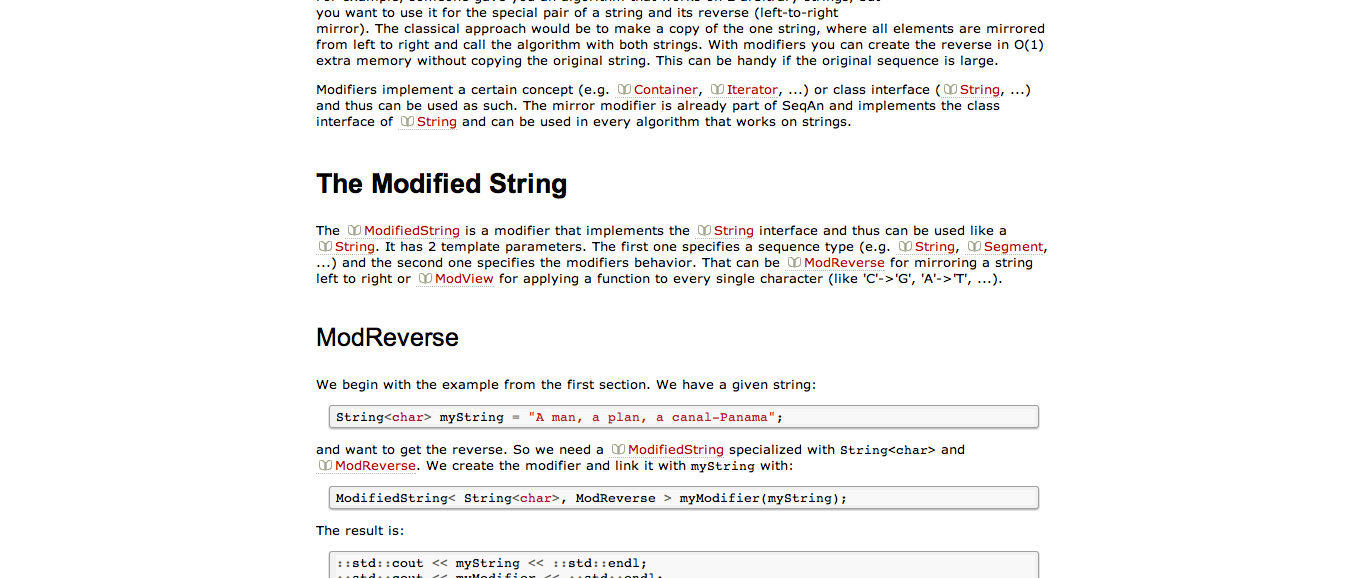 you want to use it for the special pair of a string and its reverse (left-to-right
mirror). The classical approach would be to make a copy of the one string, where all elements are mirrored
from left to right and call the algorithm with both strings. With modifiers you can create the reverse in O(1)
extra memory without copying the original string. This can be handy if the original sequence is large.
Modifiers implement a certain concept (e.g. Container, Iterator, ...) or class interface ( String, ...)
and thus can be used as such. The mirror modifier is already part of SeqAn and implements the class
interface of String and can be used in every algorithm that works on strings.
The Modified String
The ModifiedString is a modifier that implements the String interface and thus can be used like a
String. It has 2 template parameters. The first one specifies a sequence type (e.g. String, Segment,
...) and the second one specifies the modifiers behavior. That can be ModReverse for mirroring a string
left to right or ModView for applying a function to every single character (like 'C'->'G', 'A'->'T', ...).
ModReverse
We begin with the example from the first section. We have a given string:
String<char> myString = "A man, a plan, a canal-Panama";
and want to get the reverse. So we need a ModifiedString specialized with String<char> and
ModReverse. We create the modifier and link it with myString with:
ModifiedString< String<char>, ModReverse > myModifier(myString);
The result is:
::std::cout << myString << ::std::endl;
::std::cout << myModifier << ::std::endl;